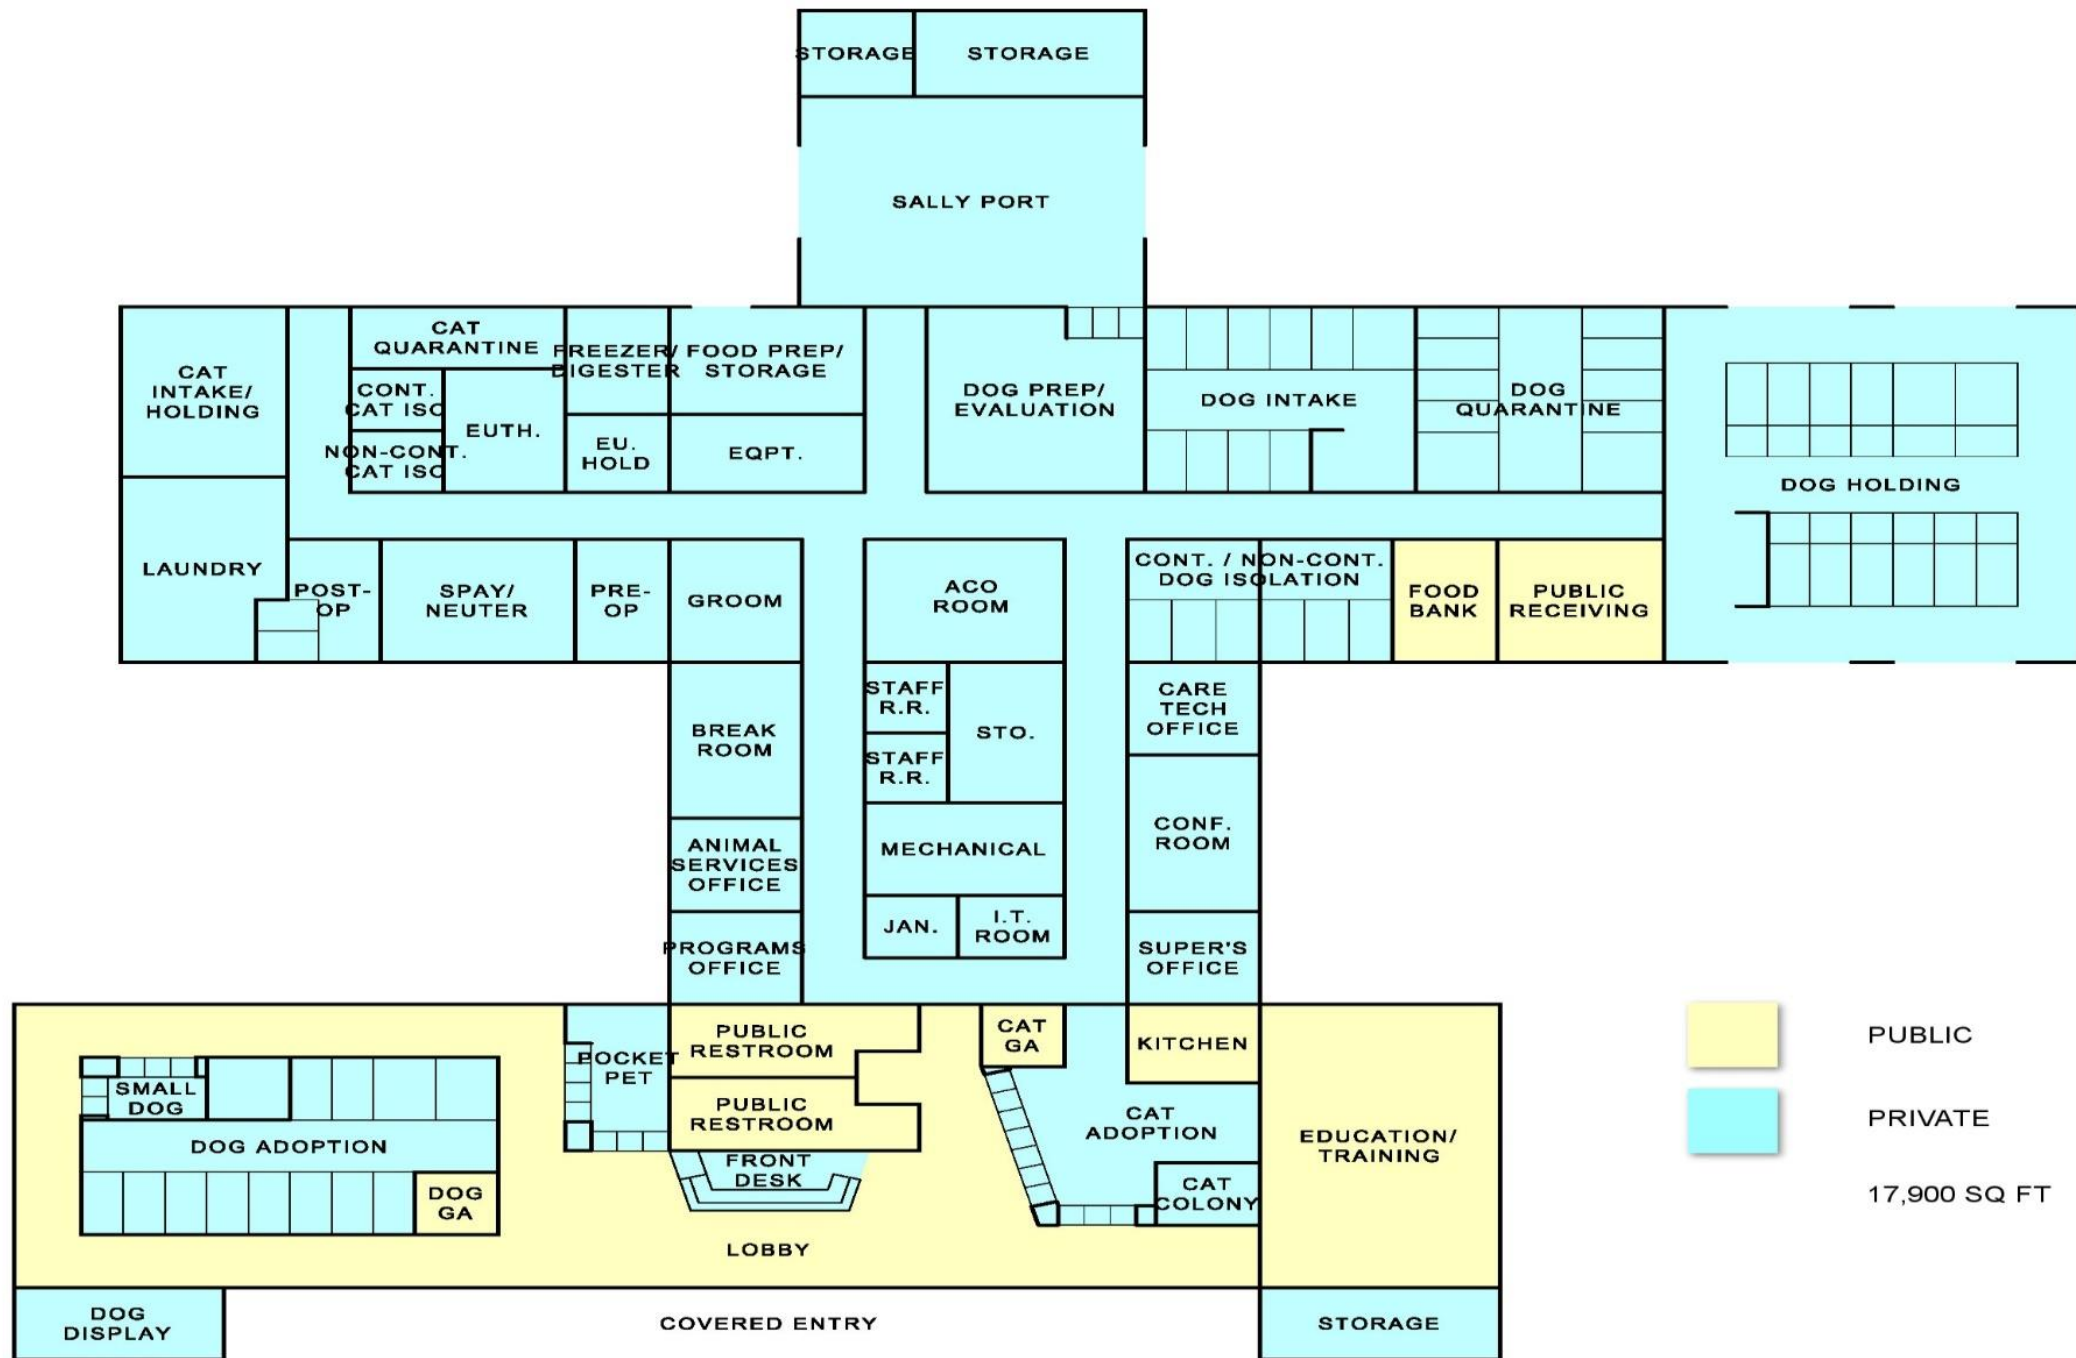 STORAGE
STORAGE
SALLY PORT
CAT
INTAKE/
HOLDING
CAT
QUARANTINE
CONT.
CAT ISO
NON-CONT.
CAT ISO
EUTH.
FREEZER/
DIGESTER
FOOD PREP/
STORAGE
EU.
HOLD
EQPT.
DOG PREP/
EVALUATION
DOG INTAKE
DOG
QUARANTINE
DOG HOLDING
LAUNDRY
POST-
OP
SPAY/
NEUTER
PRE-
OP
GROOM
ACO
ROOM
CONT. / NON-CONT.
DOG ISOLATION
FOOD
BANK
PUBLIC
RECEIVING
BREAK
ROOM
STAFF
R.R.
STAFF
R.R.
STO.
CARE
TECH
OFFICE
ANIMAL
SERVICES
OFFICE
MECHANICAL
CONF.
ROOM
PROGRAMS
OFFICE
JAN.
I.T.
ROOM
SUPER'S
OFFICE
SMALL
DOG
DOG ADOPTION
DOG
GA
POCKET
PET
PUBLIC
RESTROOM
PUBLIC
RESTROOM
FRONT
DESK
LOBBY
CAT
GA
KITCHEN
CAT
ADOPTION
CAT
COLONY
EDUCATION/
TRAINING
DOG
DISPLAY
COVERED ENTRY
STORAGE
PUBLIC
PRIVATE
17,900 SQ FT